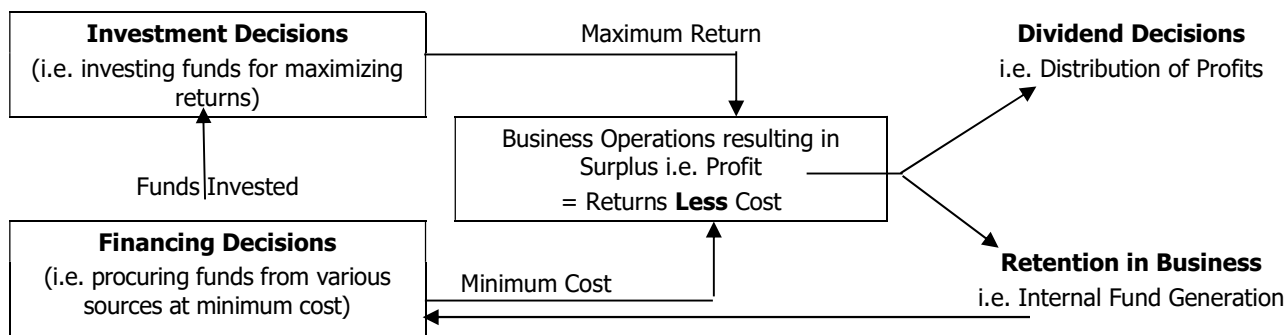 Investment Decisions
(i.e. investing funds for maximizing
returns)
Maximum Return
Dividend Decisions
i.e. Distribution of Profits
Business Operations resulting in
Surplus i.e. Profit
= Returns Less Cost
Funds Invested
Financing Decisions
(i.e. procuring funds from various
sources at minimum cost)
Minimum Cost
Retention in Business
i.e. Internal Fund Generation